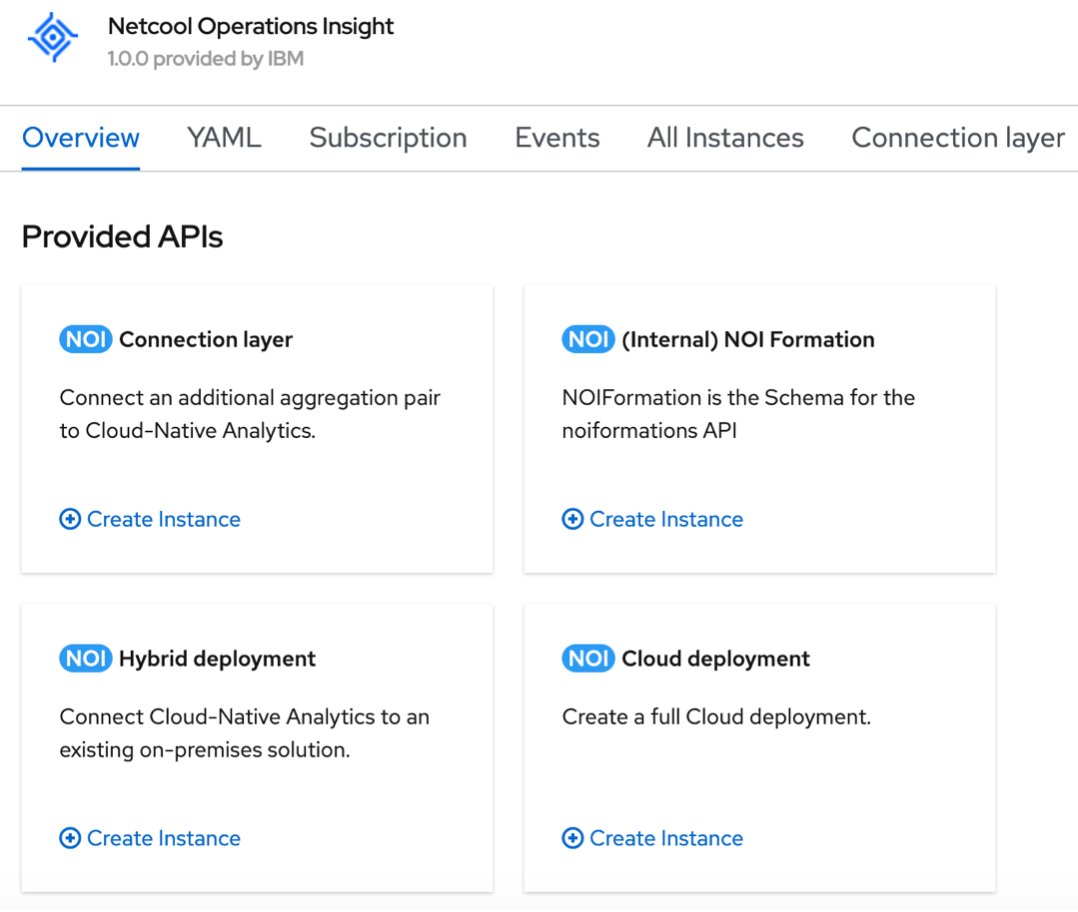 Netcool Operations Insight
1.0.0 provided by IBM
Overview YAML Subscription Events All Instances Connection layer
Provided APIs
NOI Connection layer
Connect an additional aggregation pair
to Cloud-Native Analytics.
Create Instance
NOI (Internal) NOI Formation
NOIFormation is the Schema for the
noiformations API
Create Instance
NOI Hybrid deployment
Connect Cloud-Native Analytics to an
existing on-premises solution.
Create Instance
NOI Cloud deployment
Create a full Cloud deployment.
Create Instance